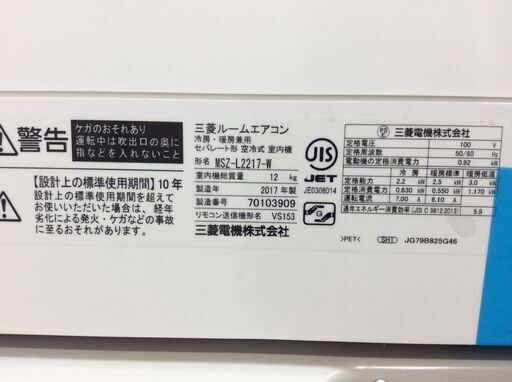 警告
ケガのおそれあり
運転中は吹出口の奥に
指などを入れないこと
【設計上の標準使用期間】10年
設計上の標準使用期間を超えて
お使いいただいた場合は、経年
劣化による発火・ケガなどの事故
に至るおそれがあります。
三菱ルームエアコン
冷房・暖房兼用
セパレート形 空冷式 室内機
形名 MSZ-L2217-W
室内機総質量 12 kg
製造年 2017 年製
製造番号 70103909
リモコン送信機形名 VS153
三菱電機株式会社
JIS
JET
JE0308014
G
PS E
三菱電機株式会社
定格電圧 100 V
定格周波数 50/60 Hz
電動機の定格消費電力 0.92 kW
冷房 暖房標準 暖房低温
定格能力 2.2 kW 2.5 kW 3.0 kW
定格消費電力 0.630 kW 0.550 kW 1.170 kW
運転電流 7.00 A 6.10 A
通年エネルギー消費効率(JIS C 9612:2013) 5.9
>PET< SH1 JG79B825G46